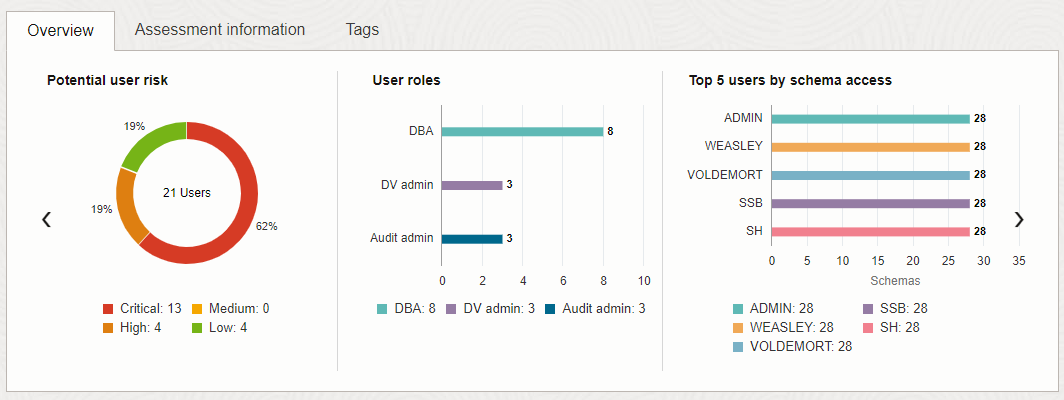 Overview
Assessment information
Tags
Potential user risk
19%
19%
62%
21 Users
Critical: 13
Medium: 0
High: 4
Low: 4
User roles
DBA
8
DV admin
3
Audit admin
3
0 2 4 6 8 10
DBA: 8 DV admin: 3 Audit admin: 3
Top 5 users by schema access
ADMIN
28
WEASLEY
28
VOLDEMORT
28
SSB
28
SH
28
0 5 10 15 20 25 30 35
Schemas
ADMIN: 28
SSB: 28
WEASLEY: 28
SH: 28
VOLDEMORT: 28